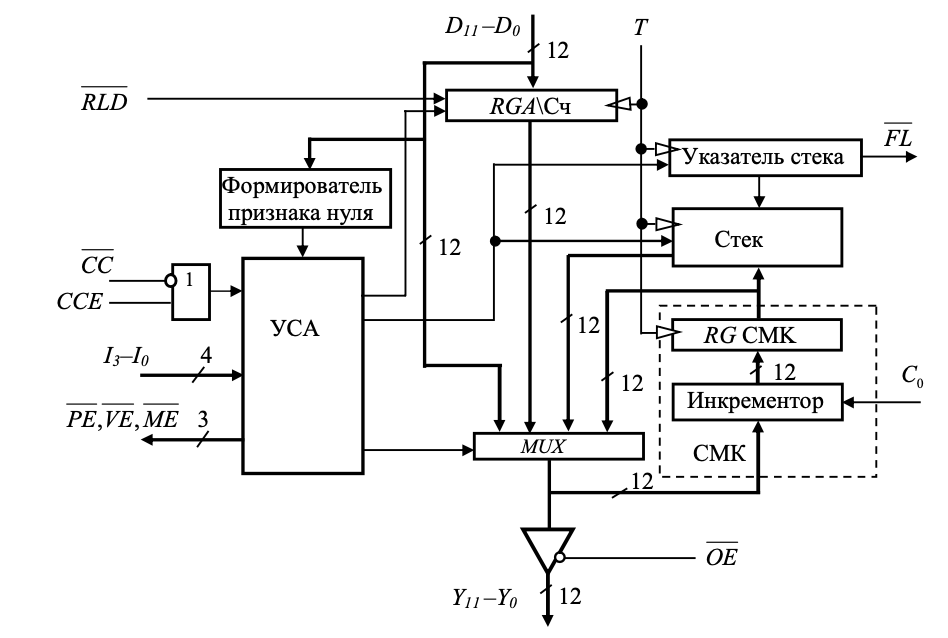 D₁₁–D₀
T
12
RLD
RGA\Сч
FL
Указатель стека
Формирователь
признака нуля
12
12
Стек
CC
1
CCE
УСА
12
RG СМК
I₃–I₀
4
12
12
C₀
Инкрементор
PE, VE, ME
3
MUX
СМК
12
OE
Y₁₁–Y₀
12